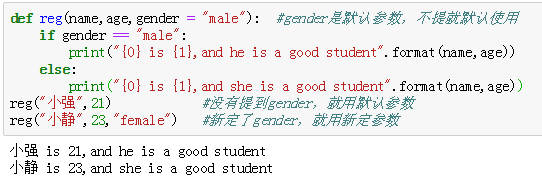 def reg(name,age,gender = "male"):  #gender是默认参数，不提就默认使用
    if gender == "male":
        print("{0} is {1},and he is a good student".format(name,age))
    else:
        print("{0} is {1},and she is a good student".format(name,age))
reg("小强",21)            #没有提到gender，就用默认参数
reg("小静",23,"female")   #新定了gender，就用新定参数
小强 is 21,and he is a good student
小静 is 23,and she is a good student